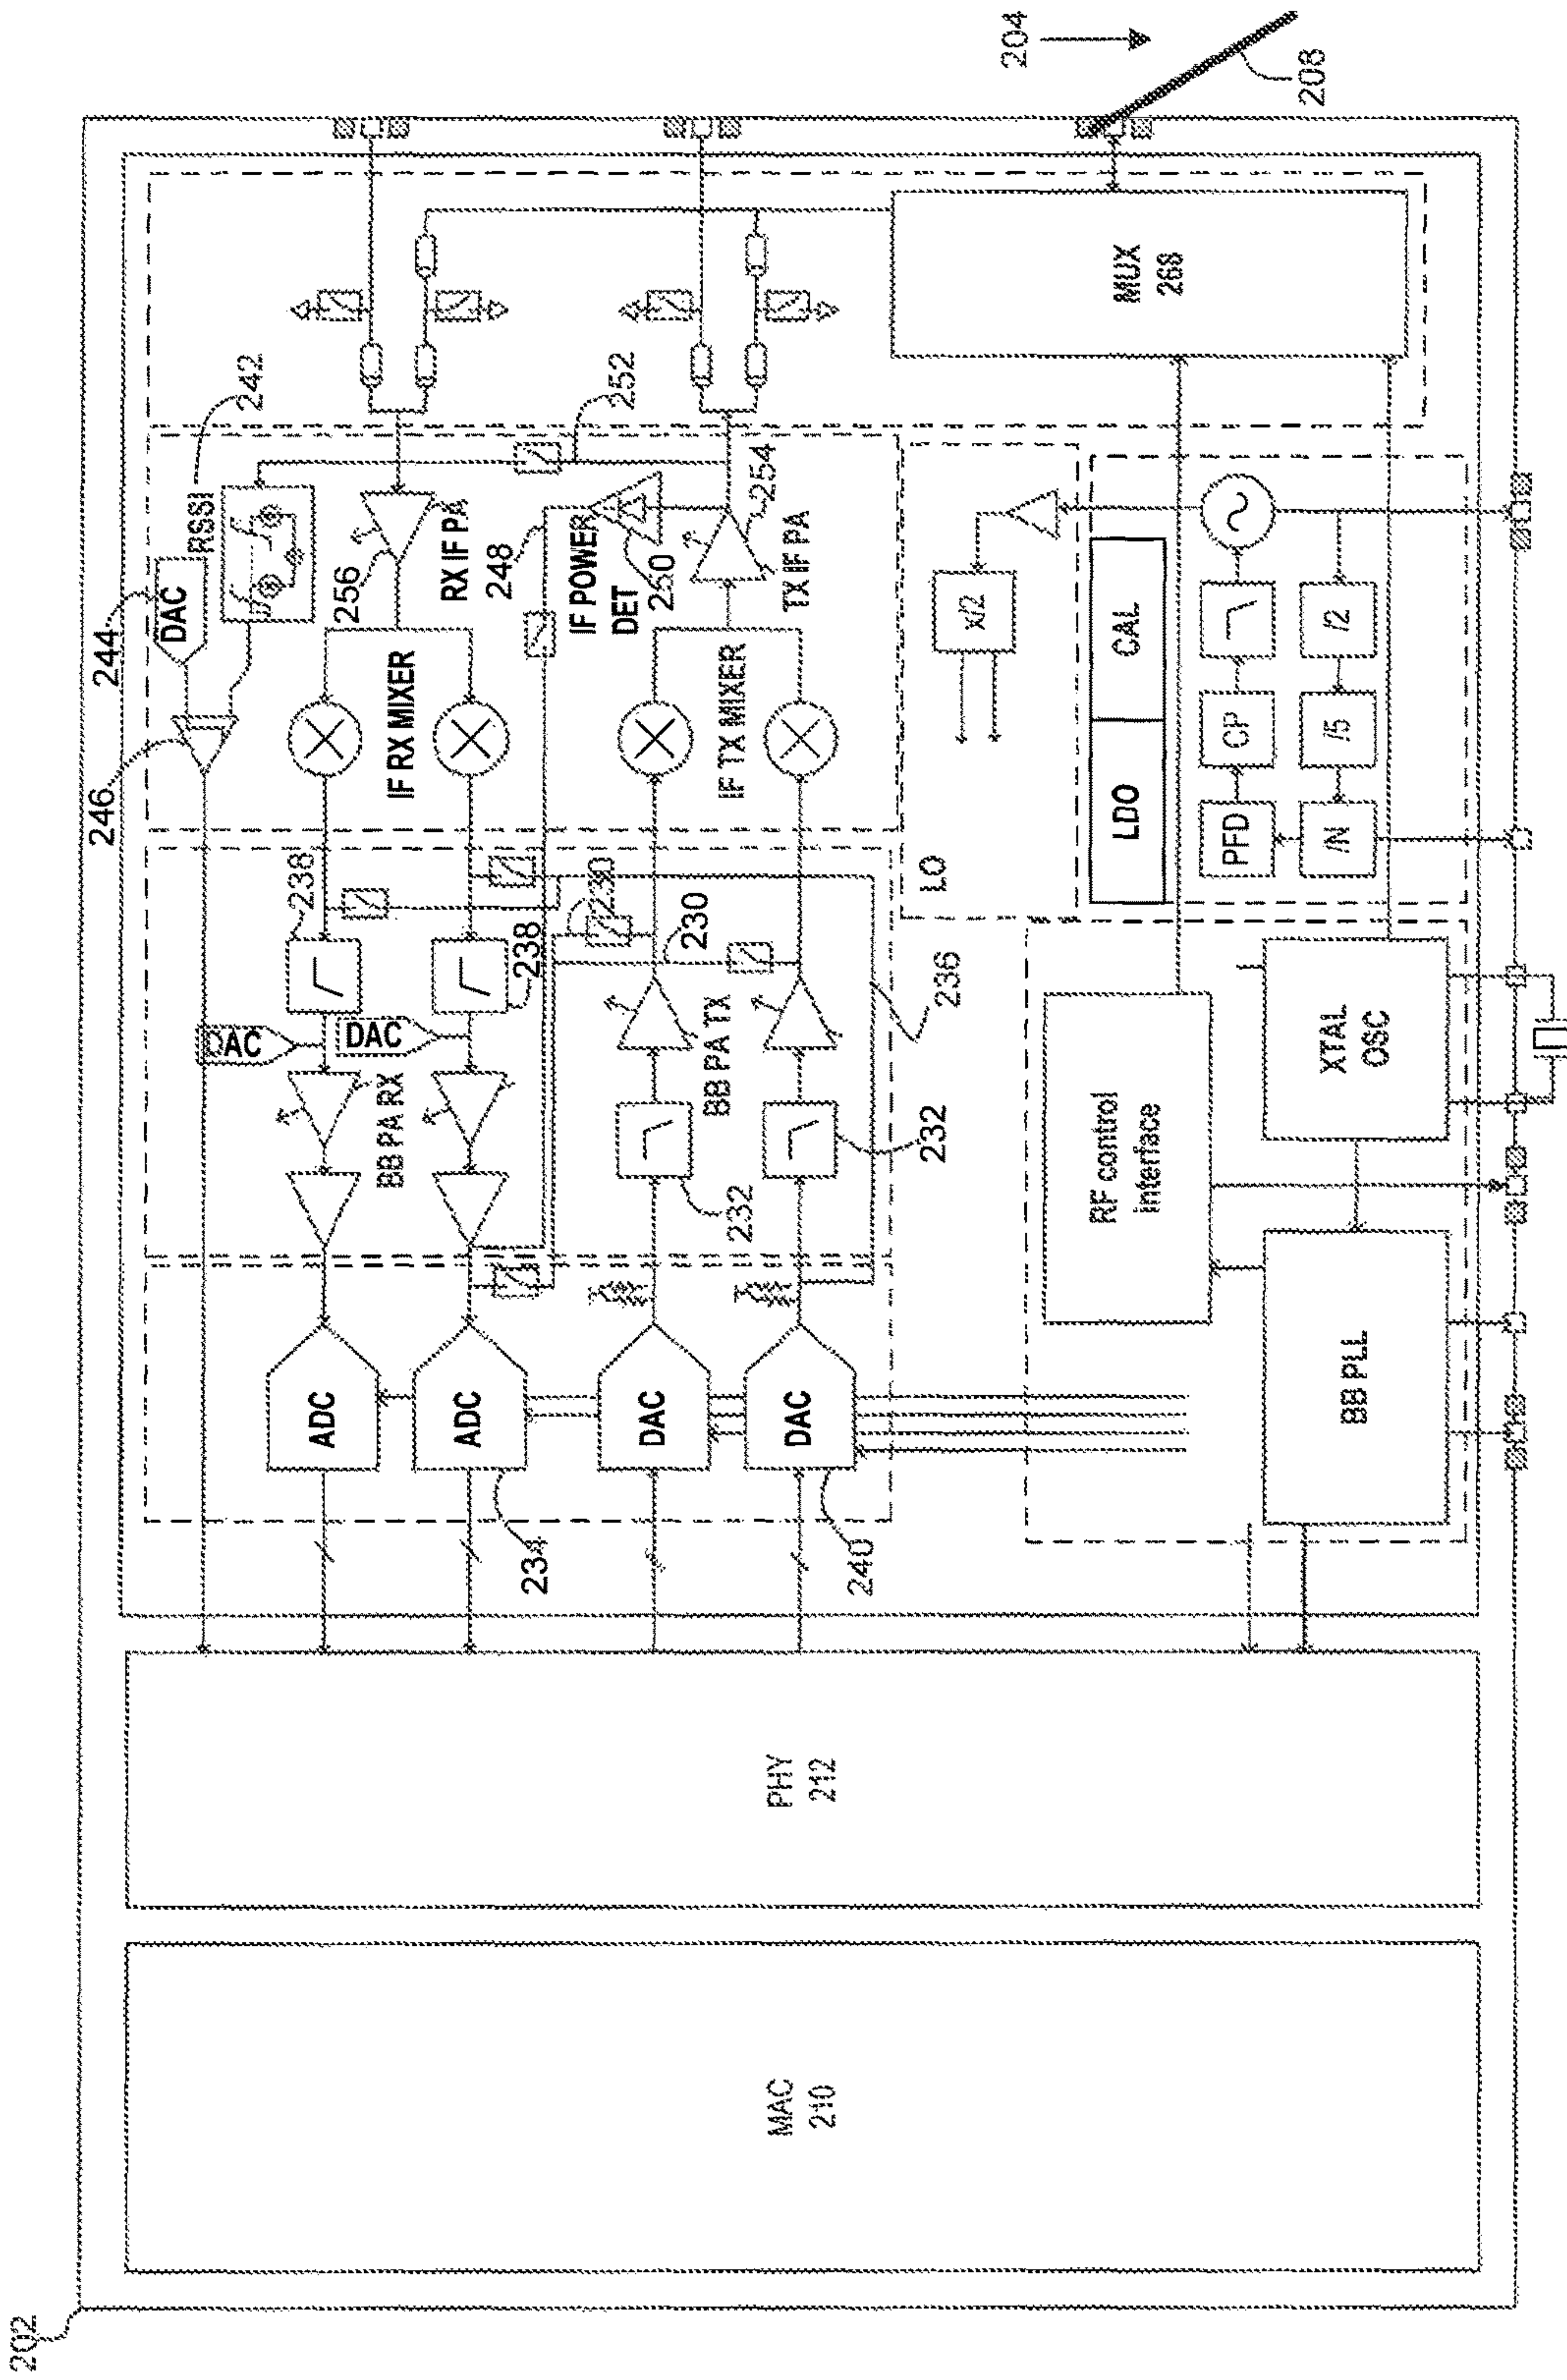 202
204
208
MAC
210
PHY
212
ADC
ADC
234
DAC
DAC
240
244
DAC
246
RSSI
242
238
238
DAC
DAC
BB PA RX
256
RX IF PA
IF RX MIXER
248
IF POWER
DET
250
252
254
TX IF PA
IF TX MIXER
230
230
BB PA TX
232
232
236
MUX
268
LO
x/2
LDO
CAL
PFD
CP
/N
/5
/2
RF control
interface
XTAL
OSC
BB PLL